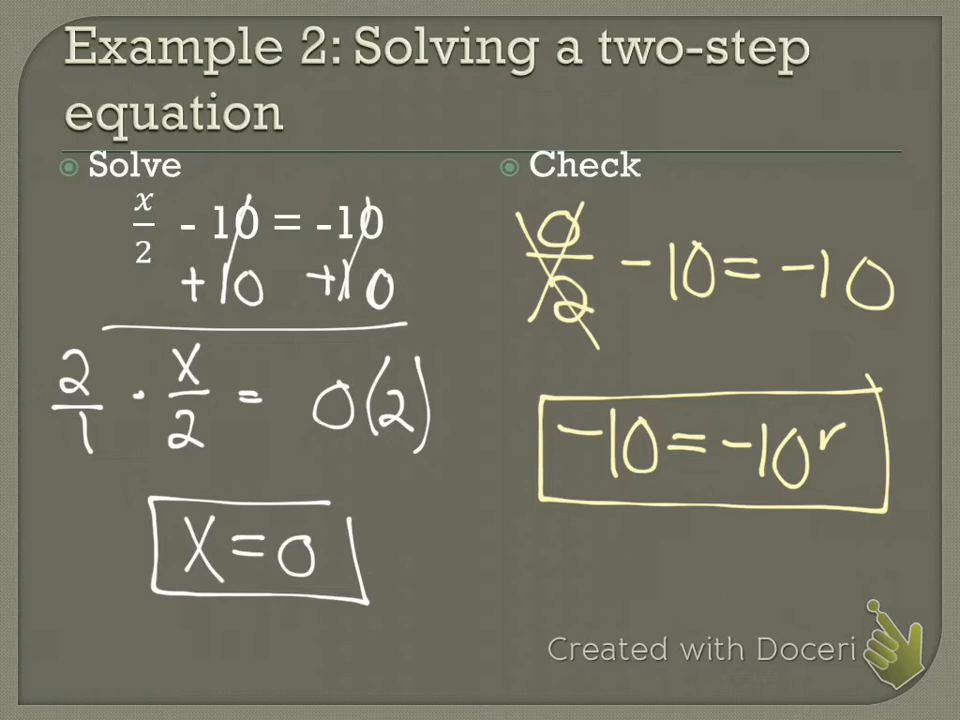 Example 2: Solving a two-step
equation
Solve
x/2 - 10 = -10
+10 +10
2/1 · x/2 = 0(2)
x = 0
Check
0/2 - 10 = -10
-10 = -10 ✓
Created with Doceri